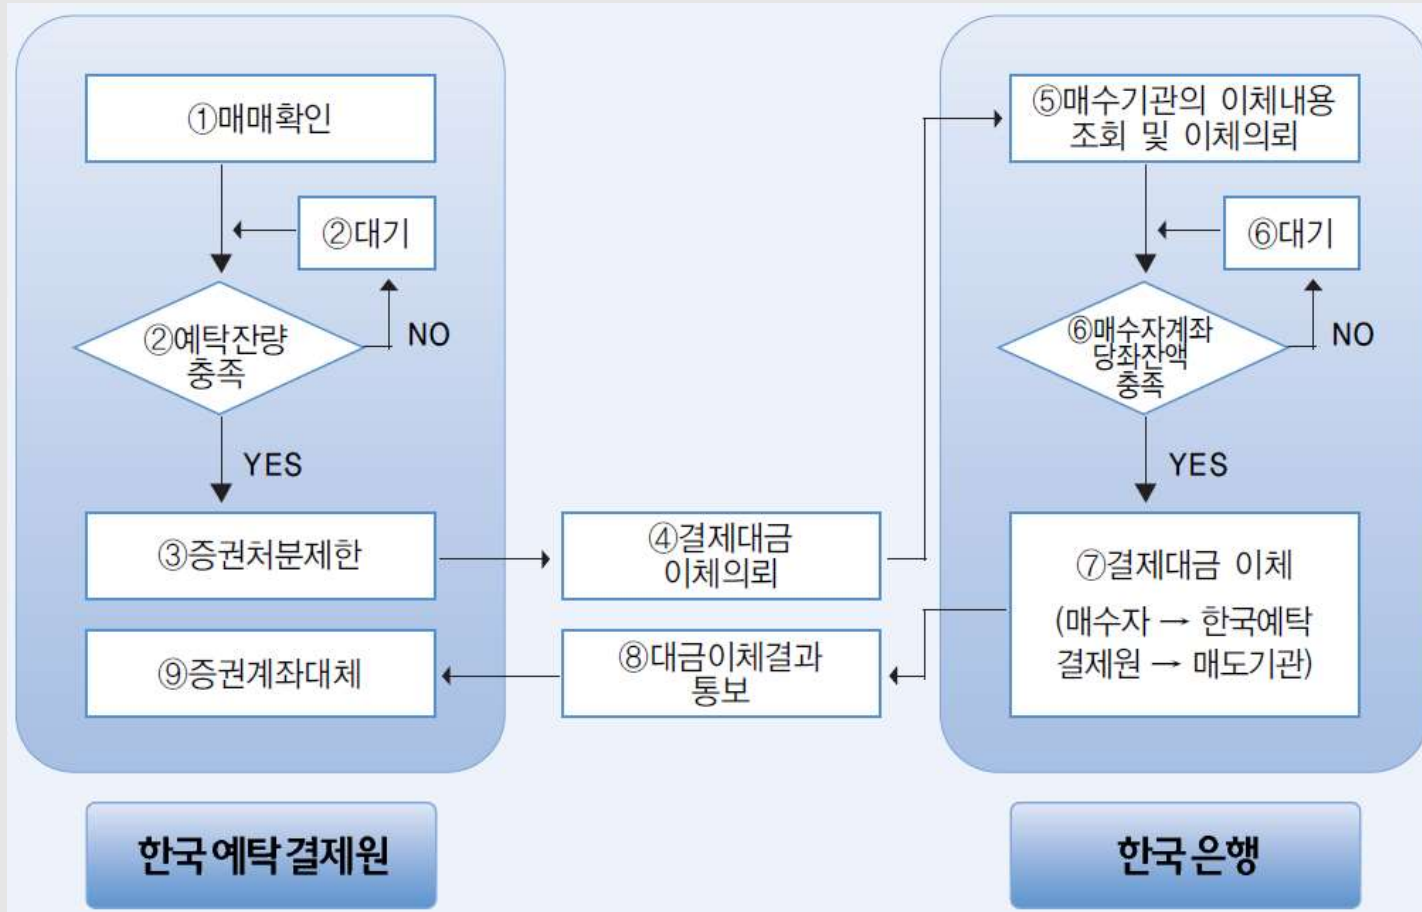 ①매매확인
②대기
②예탁잔량
충족
NO
YES
③증권처분제한
④결제대금
이체의뢰
⑤매수기관의 이체내용
조회 및 이체의뢰
⑥대기
⑥매수자계좌
당좌잔액
충족
NO
YES
⑦결제대금 이체
(매수자 → 한국예탁
결제원 → 매도기관)
⑧대금이체결과
통보
⑨증권계좌대체
한국예탁결제원
한국은행